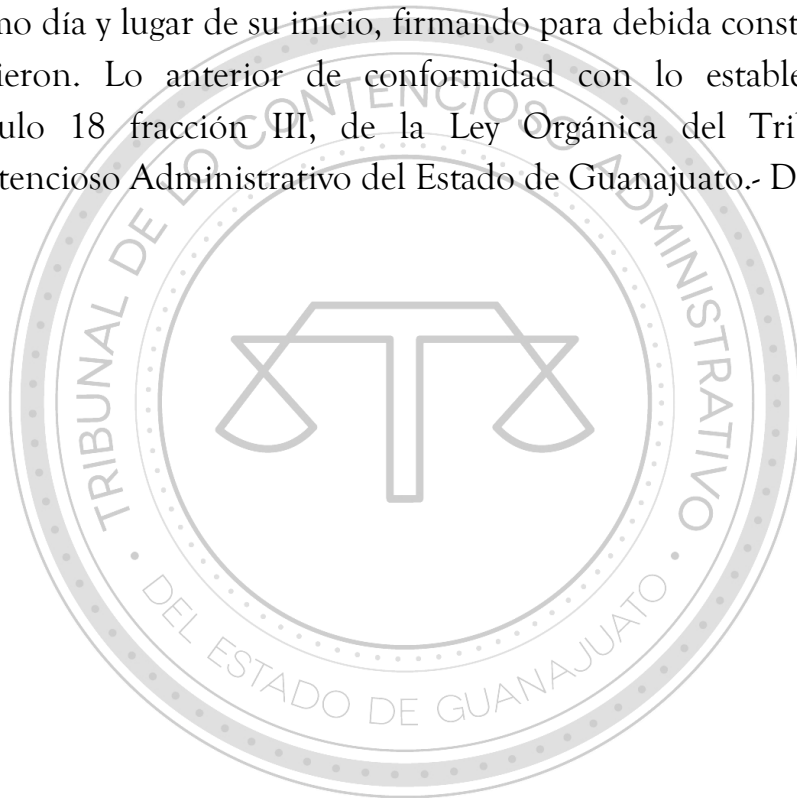 mo día y lugar de su inicio, firmando para debida const
ieron. Lo anterior de conformidad con lo estable
ulo 18 fracción III, de la Ley Orgánica del Trib
tencioso Administrativo del Estado de Guanajuato.- D
TRIBUNAL DE LO CONTENCIOSO ADMINISTRATIVO
DEL ESTADO DE GUANAJUATO